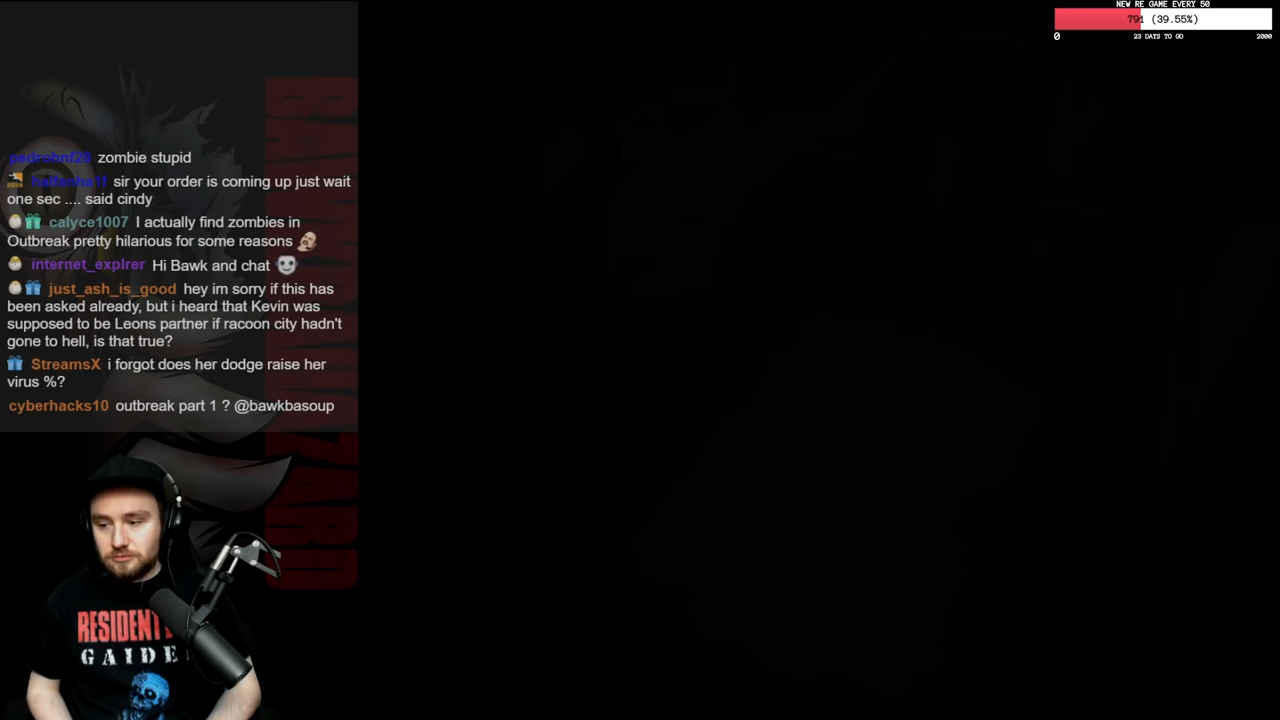 NEW RE GAME EVERY 50
791 (39.55%)
0 23 DAYS TO GO 2000
pedrohnf28 zombie stupid
sir your order is coming up just wait
one sec .... said cindy
calyce1007 I actually find zombies in
Outbreak pretty hilarious for some reasons
internet_explrer Hi Bawk and chat
just_ash_is_good hey im sorry if this has
been asked already, but i heard that Kevin was
supposed to be Leons partner if racoon city hadn't
gone to hell, is that true?
StreamsX i forgot does her dodge raise her
virus %?
cyberhacks10 outbreak part 1 ? @bawkbasoup
RESIDENT
GAIDE